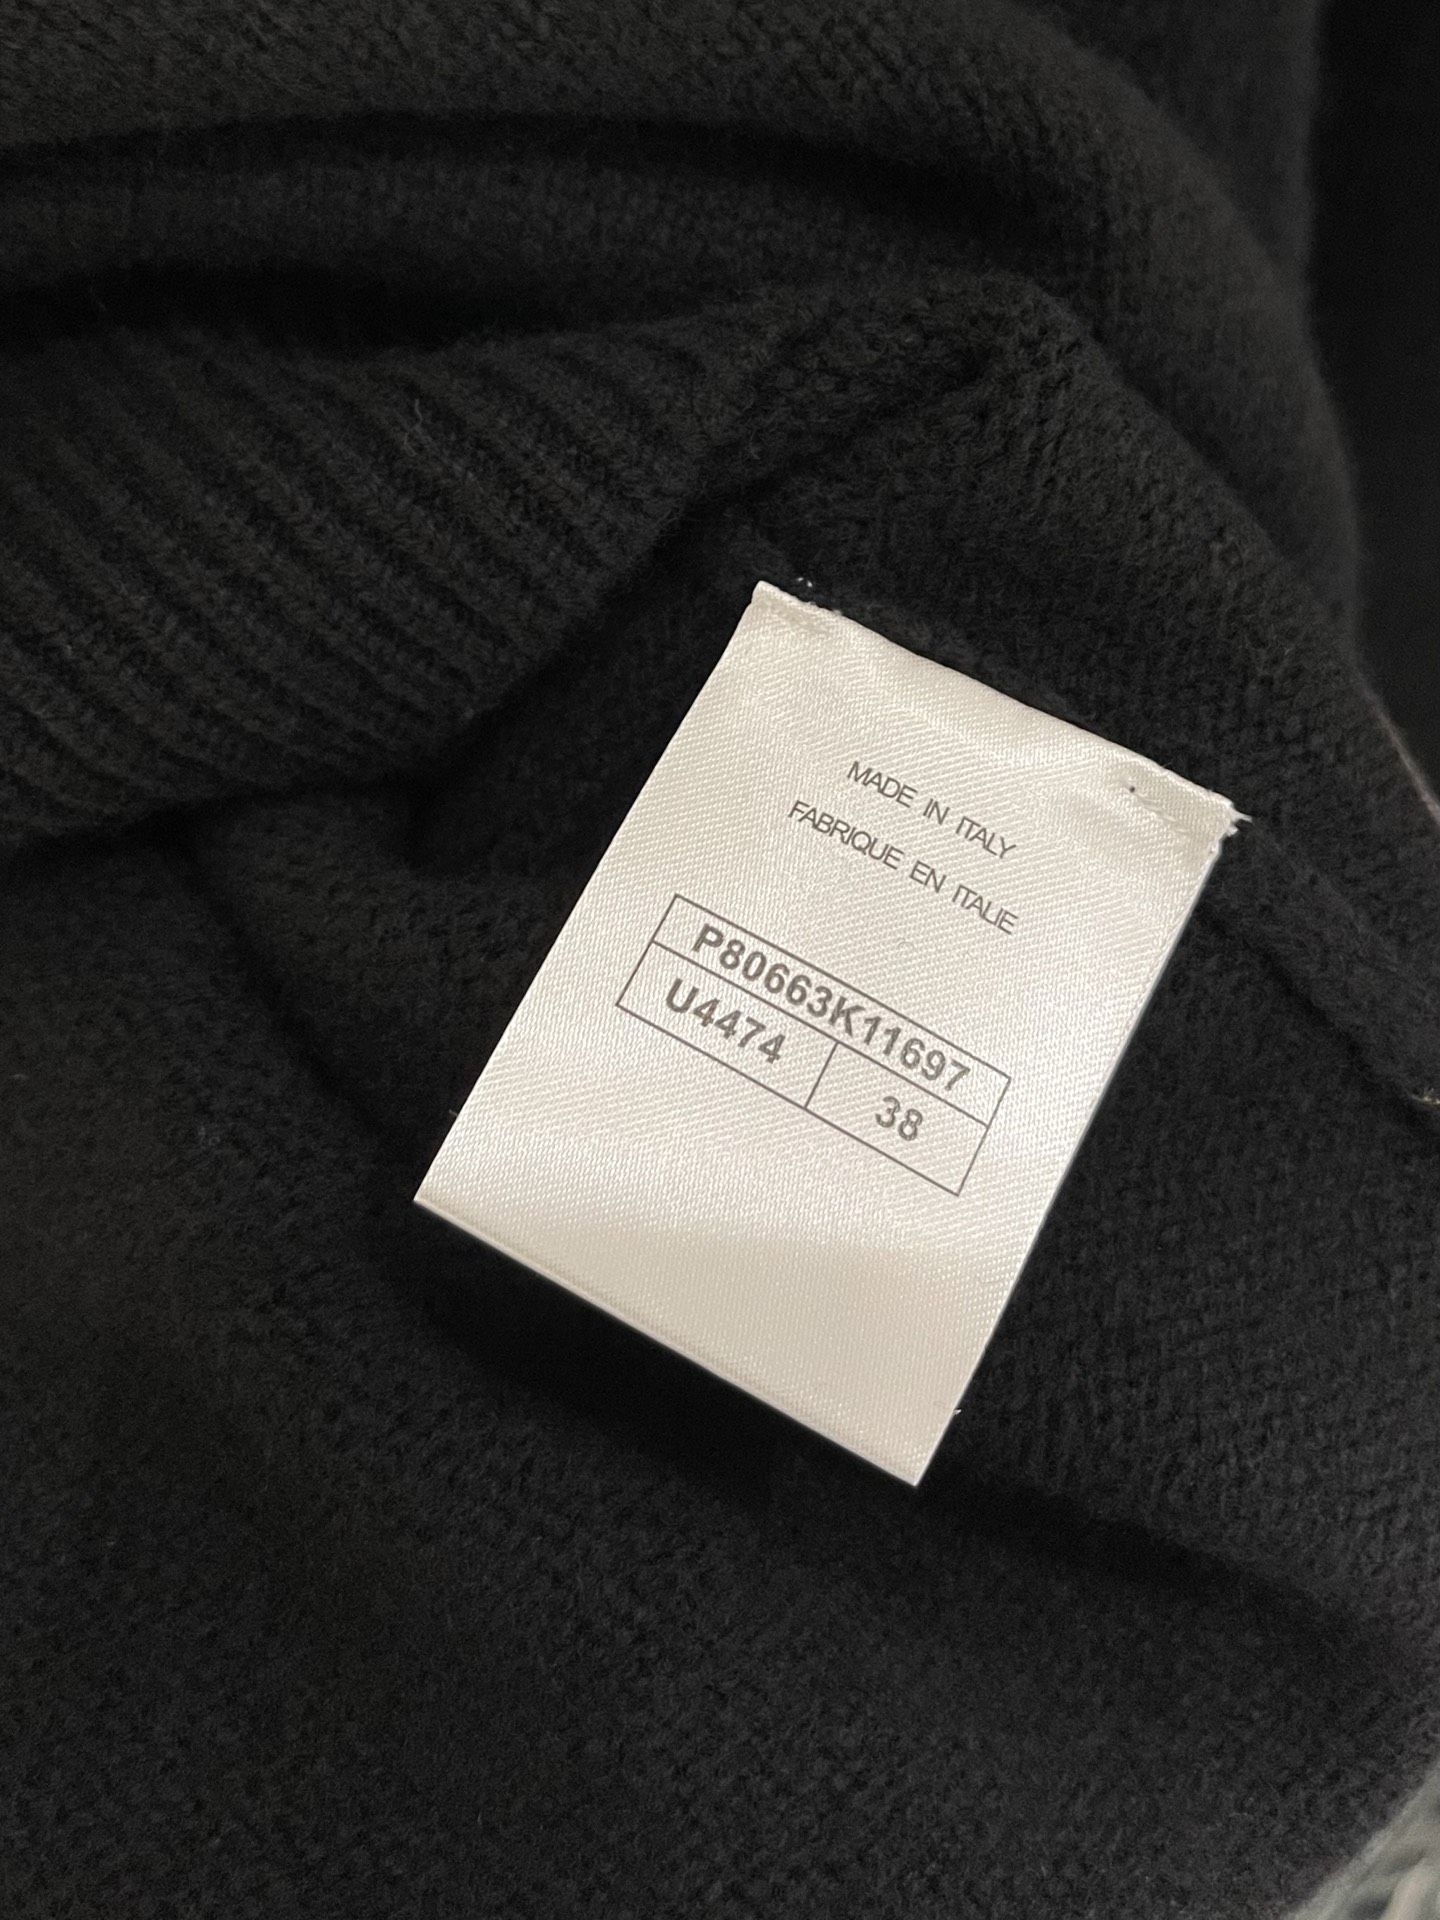 MADE IN ITALY
FABRIQUE EN ITALIE
P80663K11697
U4474 38